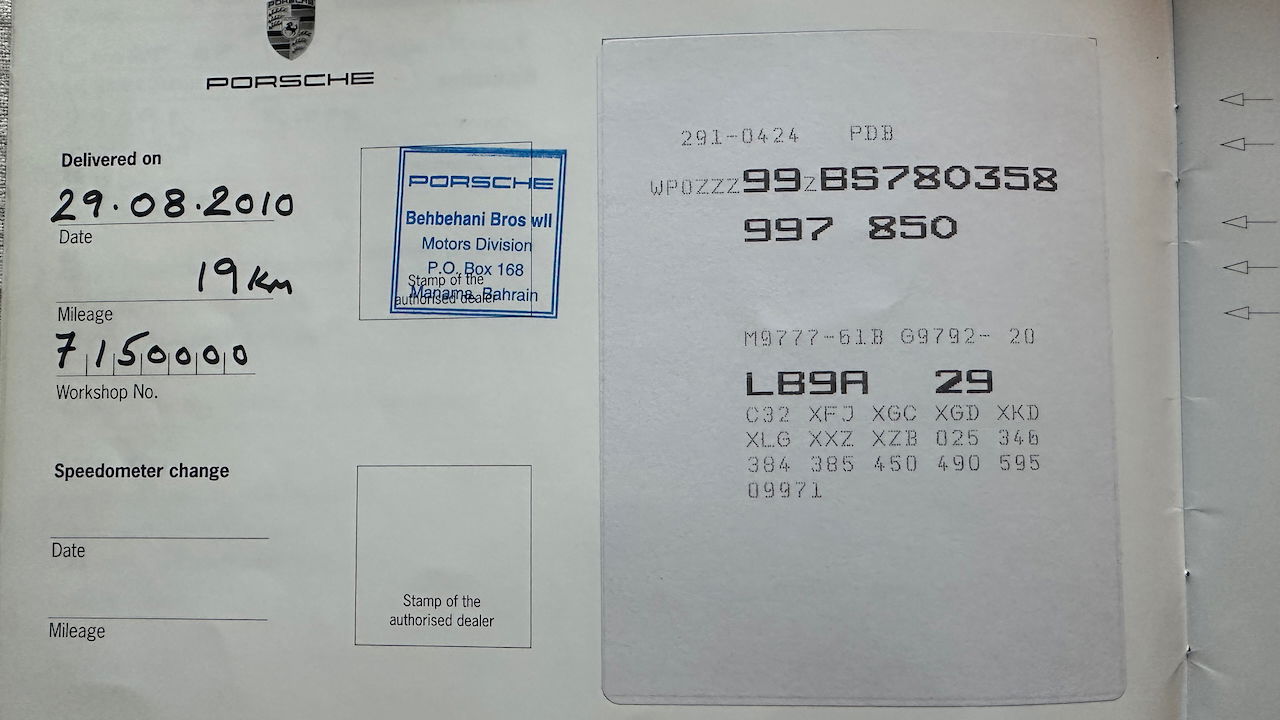 PORSCHE
PORSCHE
Delivered on
29.08.2010
Date
19 Km
Mileage
7150000
Workshop No.
PORSCHE
Behbehani Bros wll
Motors Division
P.O. Box 168
Manama, Bahrain
Stamp of the
authorised dealer
Speedometer change
Date
Mileage
Stamp of the
authorised dealer
291-0424 PDB
WP0ZZZ99ZBS780358
997 850
M9777-61B G9792- 20
LB9A 29
C32 XFJ XGC XGD XKD
XLG XXZ XZB 025 346
384 385 450 490 595
09971